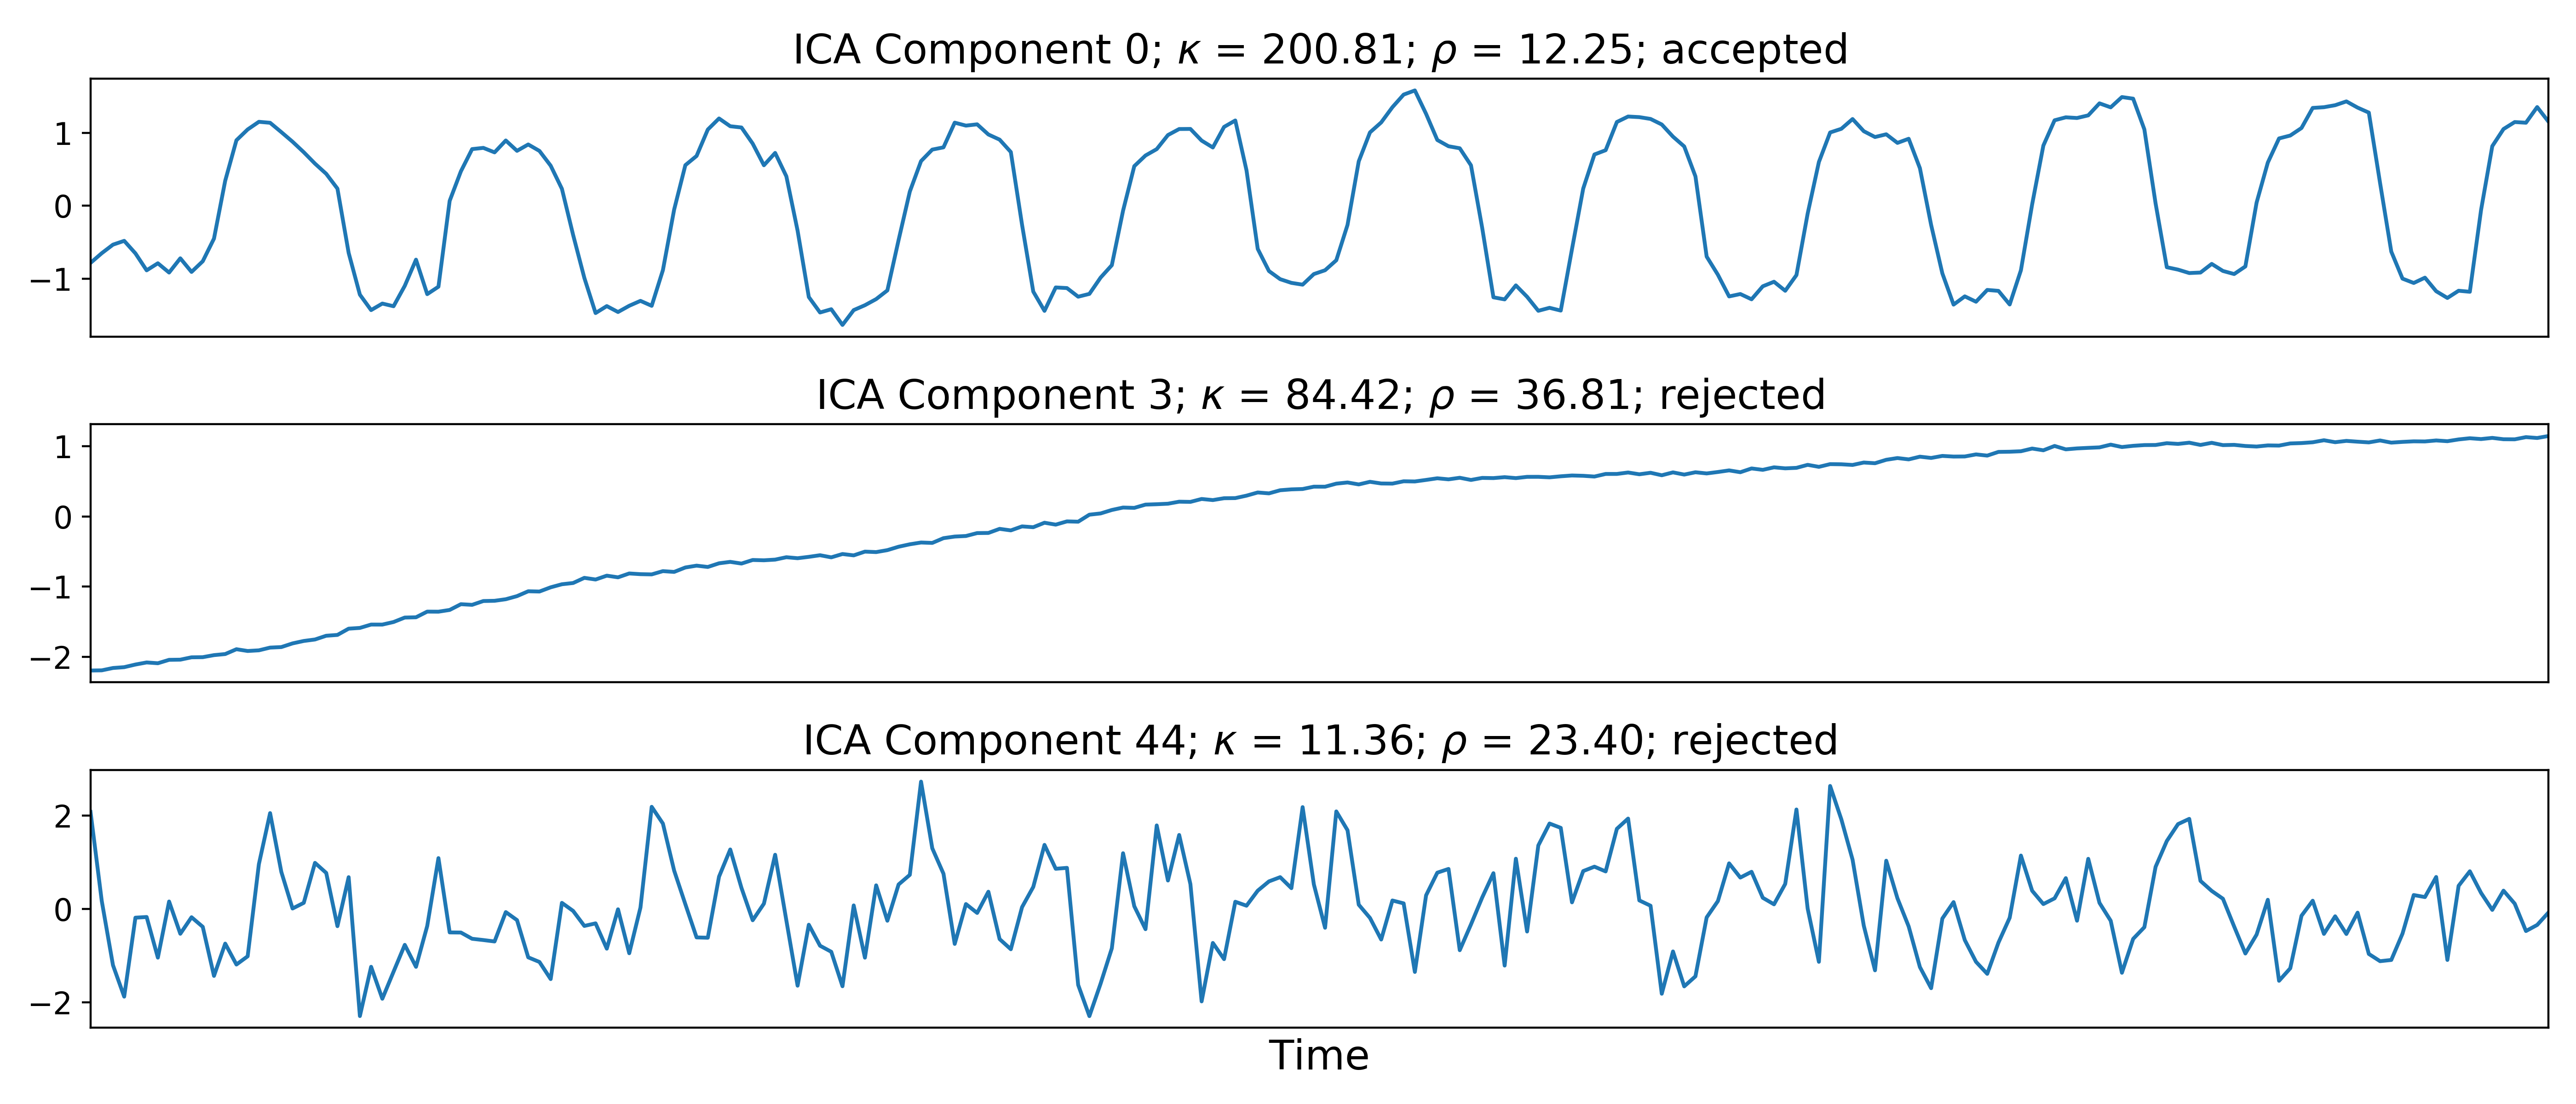 ICA Component 0; κ = 200.81; ρ = 12.25; accepted
1
0
−1
ICA Component 3; κ = 84.42; ρ = 36.81; rejected
1
0
−1
−2
ICA Component 44; κ = 11.36; ρ = 23.40; rejected
2
0
−2
Time